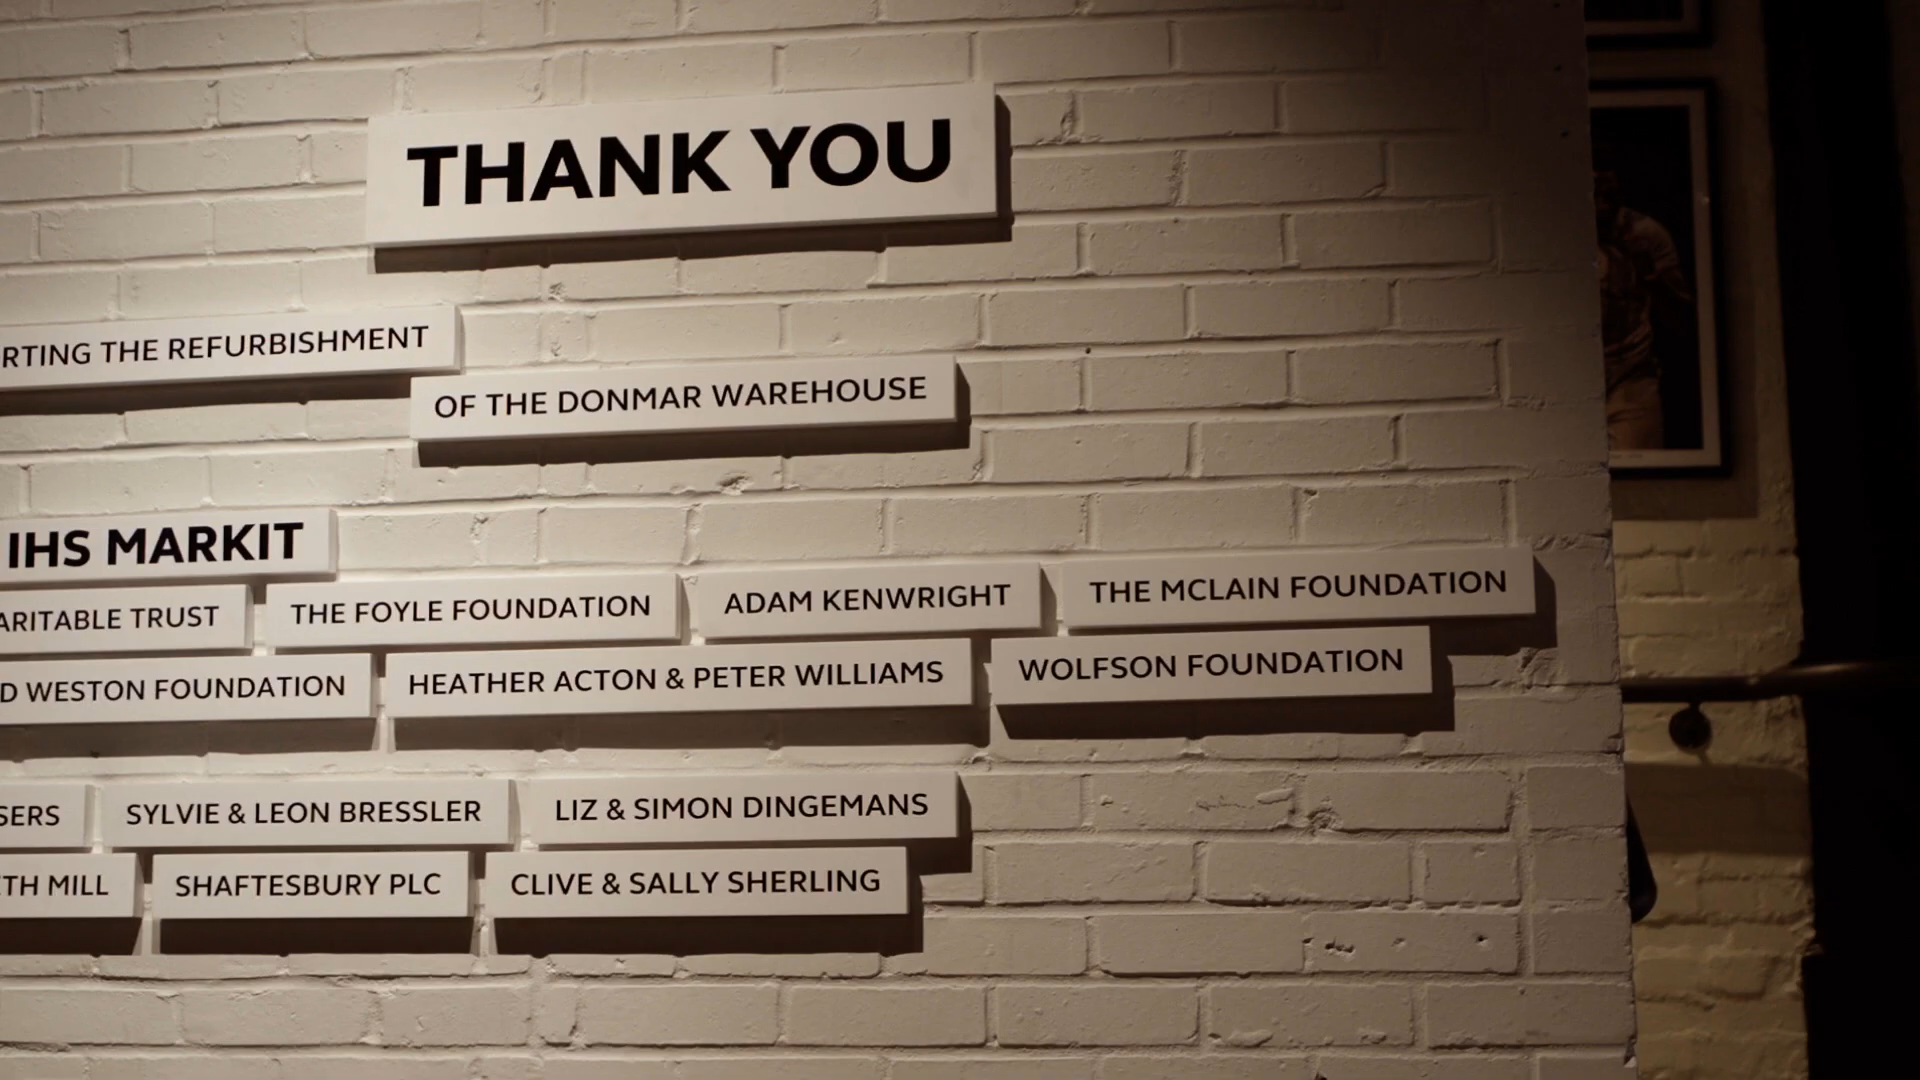 THANK YOU
RTING THE REFURBISHMENT
OF THE DONMAR WAREHOUSE
IHS MARKIT
ARITABLE TRUST THE FOYLE FOUNDATION ADAM KENWRIGHT THE MCLAIN FOUNDATION
D WESTON FOUNDATION HEATHER ACTON & PETER WILLIAMS WOLFSON FOUNDATION
SERS SYLVIE & LEON BRESSLER LIZ & SIMON DINGEMANS
TH MILL SHAFTESBURY PLC CLIVE & SALLY SHERLING